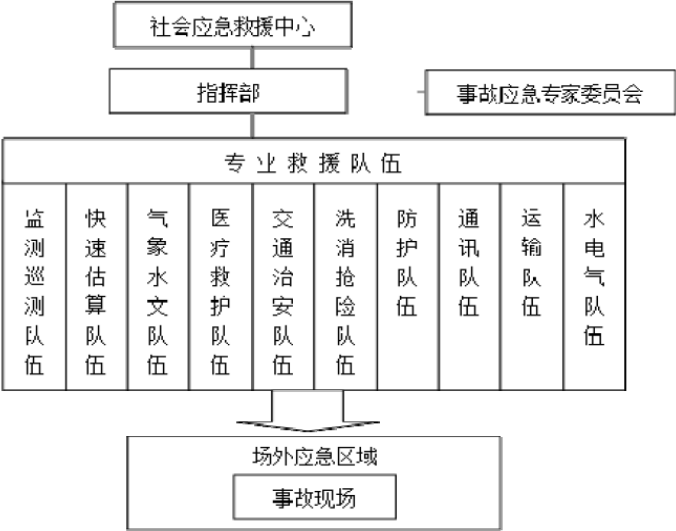 社会应急救援中心
指挥部
事故应急专家委员会
专业救援队伍
监测巡测队伍
快速估算队伍
气象水文队伍
医疗救护队伍
交通治安队伍
洗消抢险队伍
防护队伍
通讯队伍
运输队伍
水电气队伍
场外应急区域
事故现场